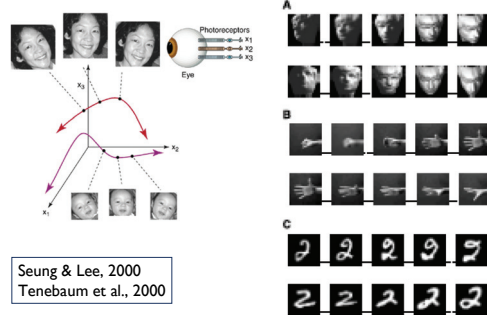 Photoreceptors
x1
x2
x3
Eye
x3
x2
x1
Seung & Lee, 2000
Tenebaum et al., 2000
A
B
C